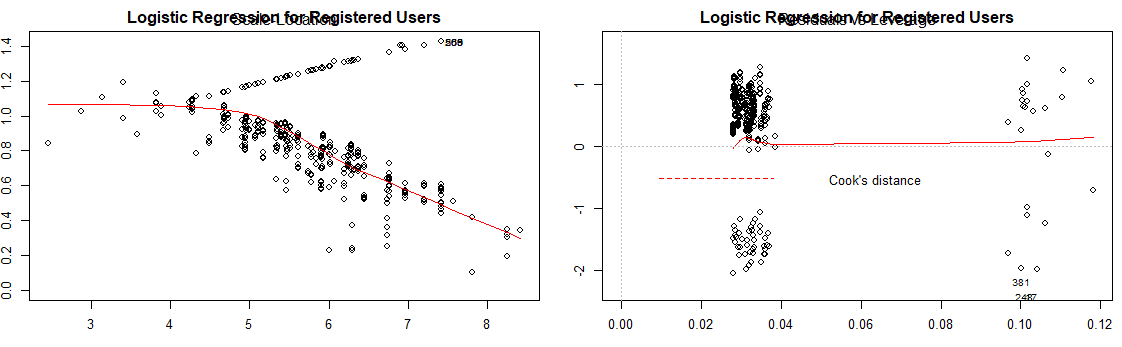 Logistic Regression for Registered Users
Scale-Location
1.4
1.2
1.0
0.8
0.6
0.4
0.2
0.0
3 4 5 6 7 8
Logistic Regression for Registered Users
Residuals vs Leverage
1
0
-1
-2
Cook's distance
381
0.00 0.02 0.04 0.06 0.08 0.10 0.12